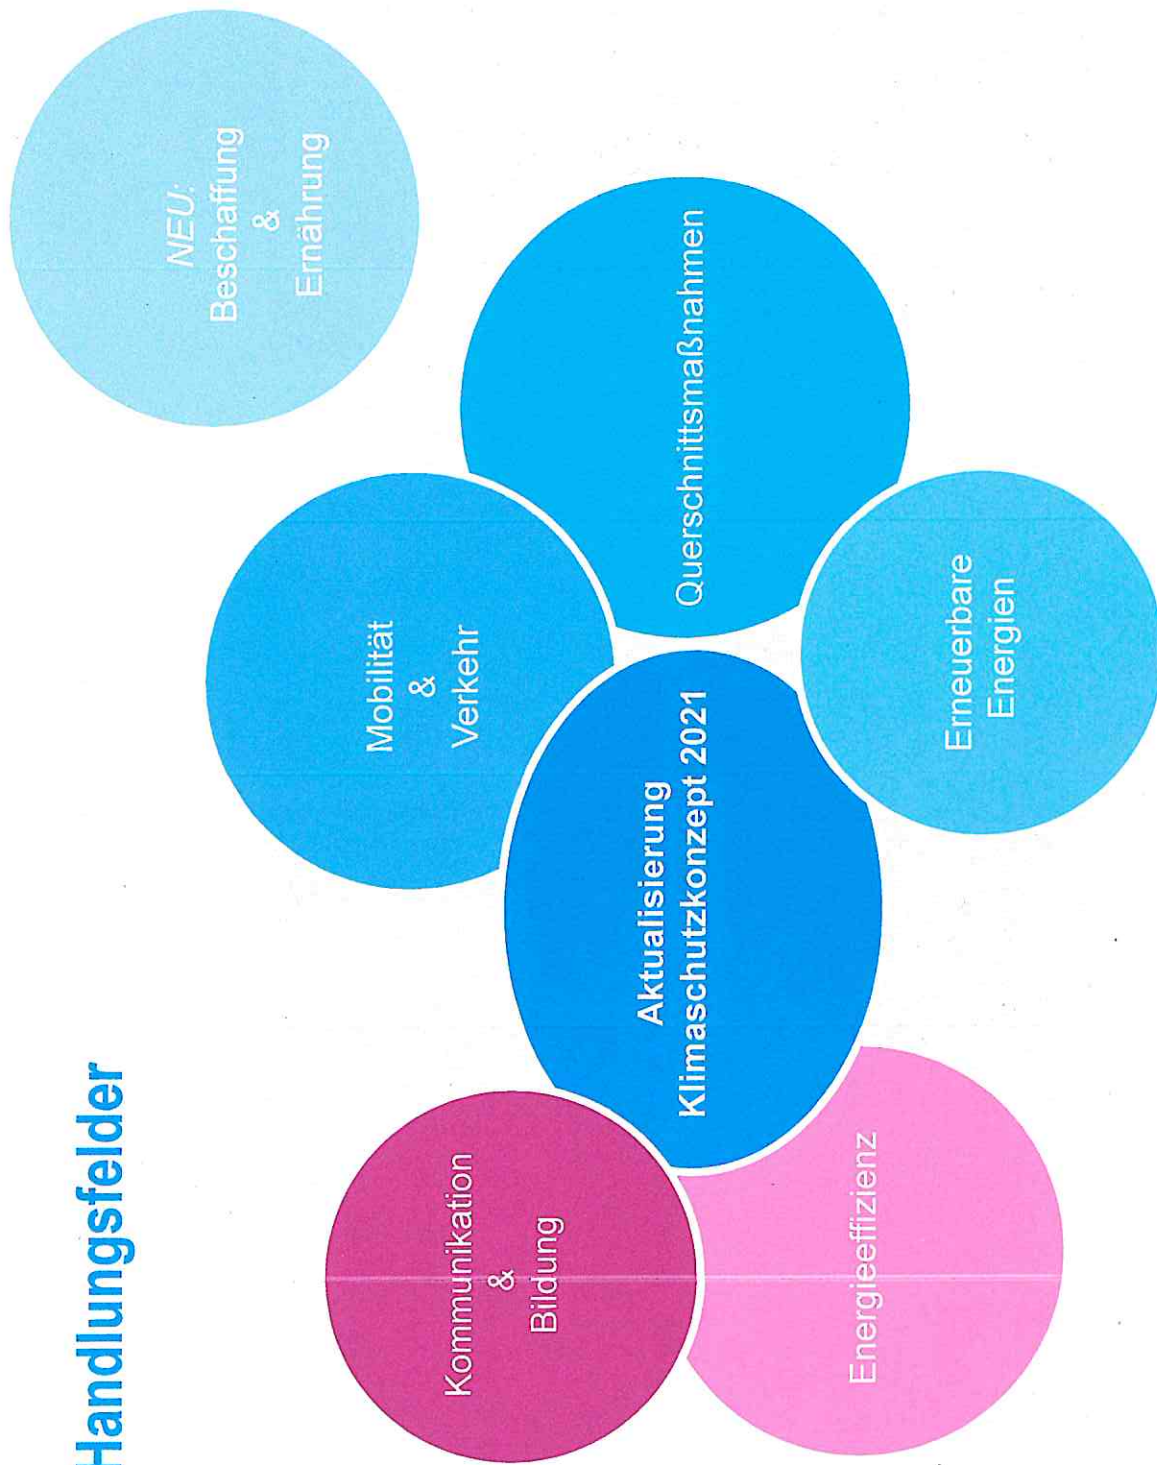 Handlungsfelder
Kommunikation
&
Bildung
Mobilität
&
Verkehr
NEU:
Beschaffung
&
Ernährung
Aktualisierung
Klimaschutzkonzept 2021
Querschnittsmaßnahmen
Energieeffizienz
Erneuerbare
Energien